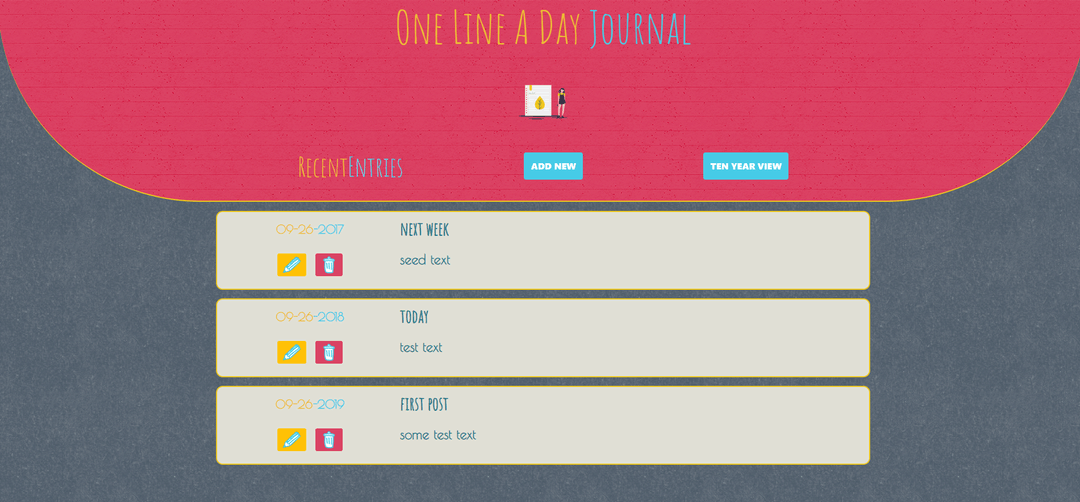 One Line A Day Journal
RecentEntries
ADD NEW
TEN YEAR VIEW
09-26-2017
NEXT WEEK
seed text
09-26-2018
TODAY
test text
09-26-2019
FIRST POST
some test text